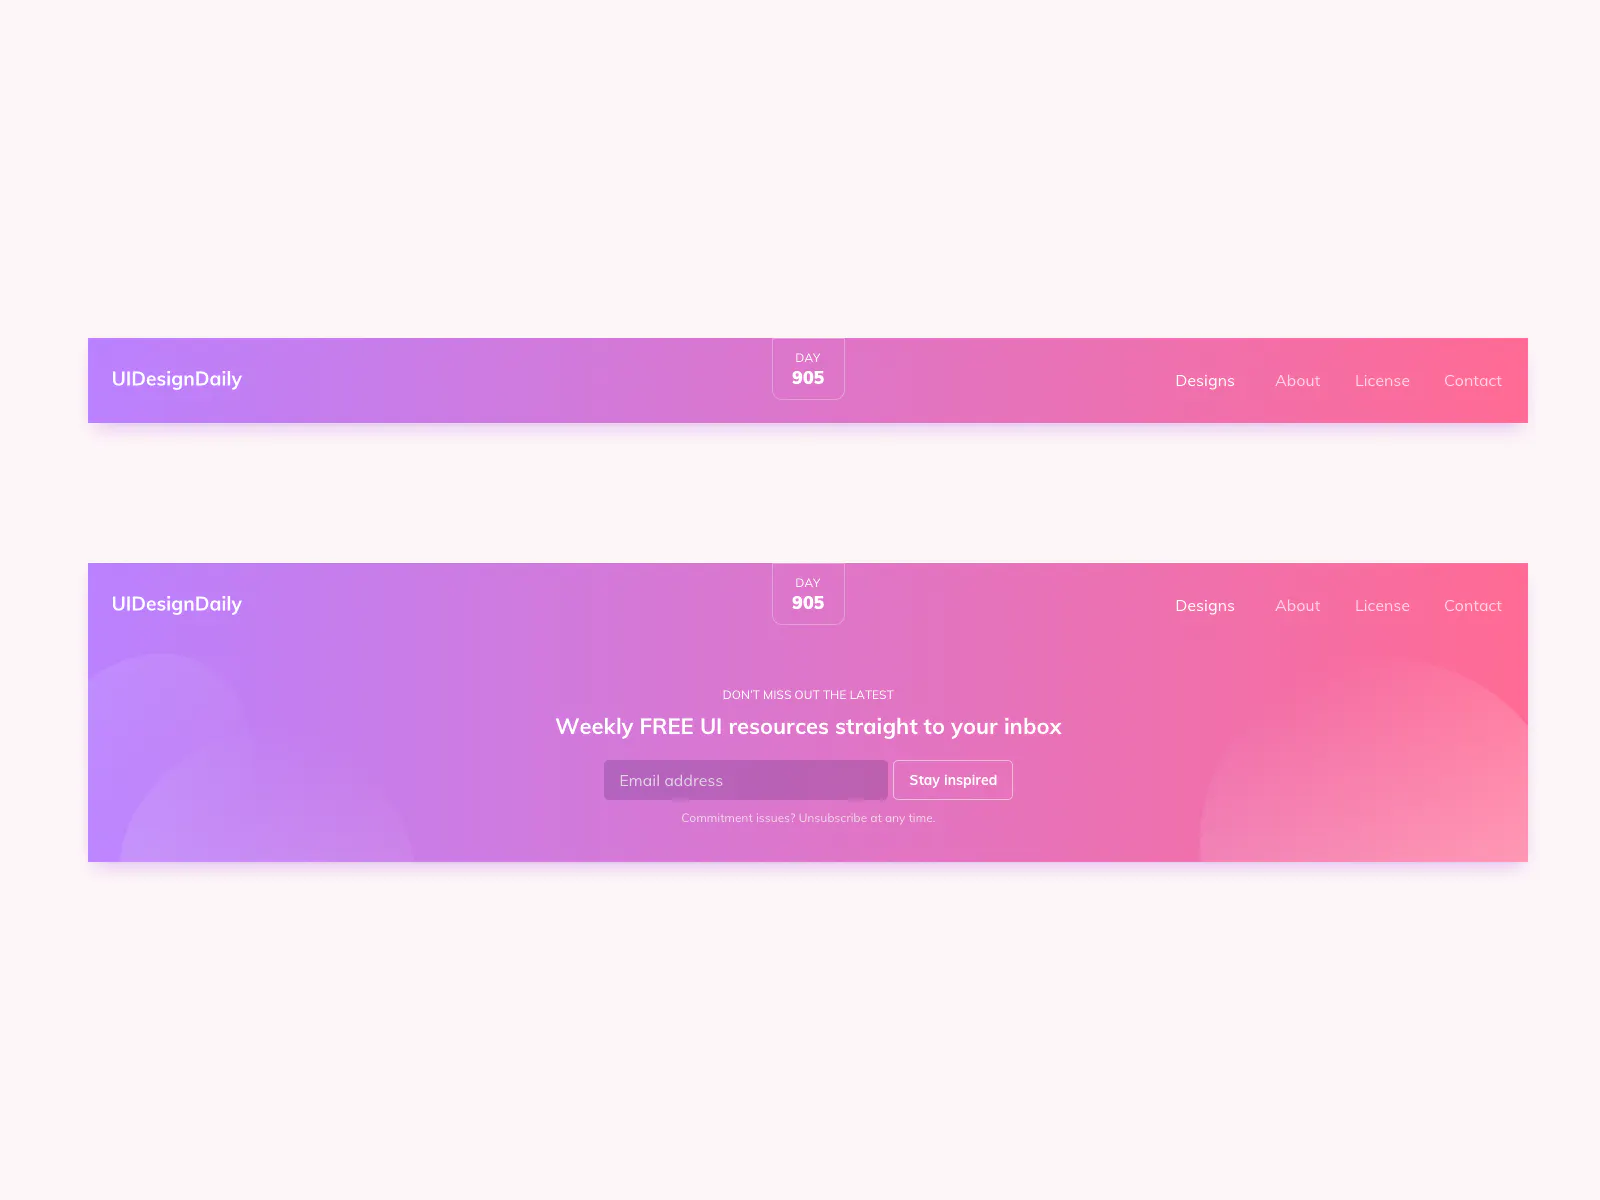 UIDesignDaily
DAY
905
Designs About License Contact
UIDesignDaily
DAY
905
Designs About License Contact
DON'T MISS OUT THE LATEST
Weekly FREE UI resources straight to your inbox
Email address Stay inspired
Commitment issues? Unsubscribe at any time.